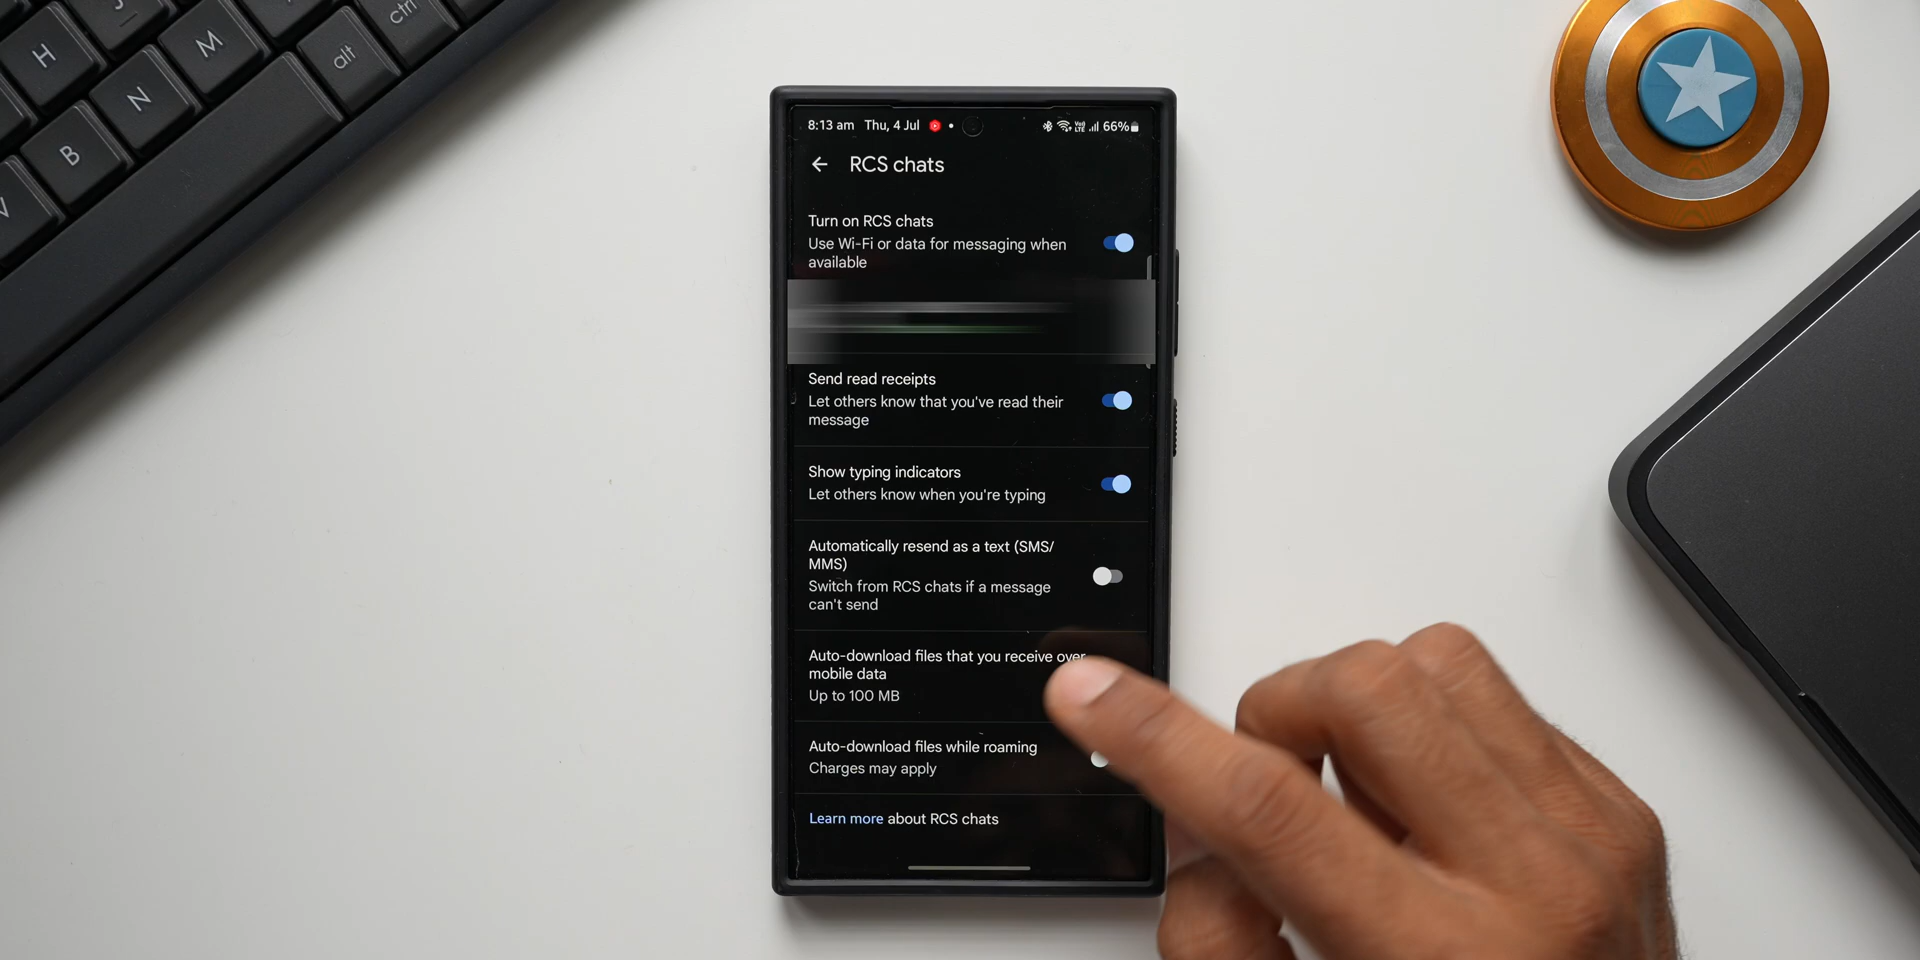 H
M
alt
ctrl
N
B
8:13 am Thu, 4 Jul
66%
RCS chats
Turn on RCS chats
Use Wi-Fi or data for messaging when
available
Send read receipts
Let others know that you've read their
message
Show typing indicators
Let others know when you're typing
Automatically resend as a text (SMS/
MMS)
Switch from RCS chats if a message
can't send
Auto-download files that you receive over
mobile data
Up to 100 MB
Auto-download files while roaming
Charges may apply
Learn more about RCS chats